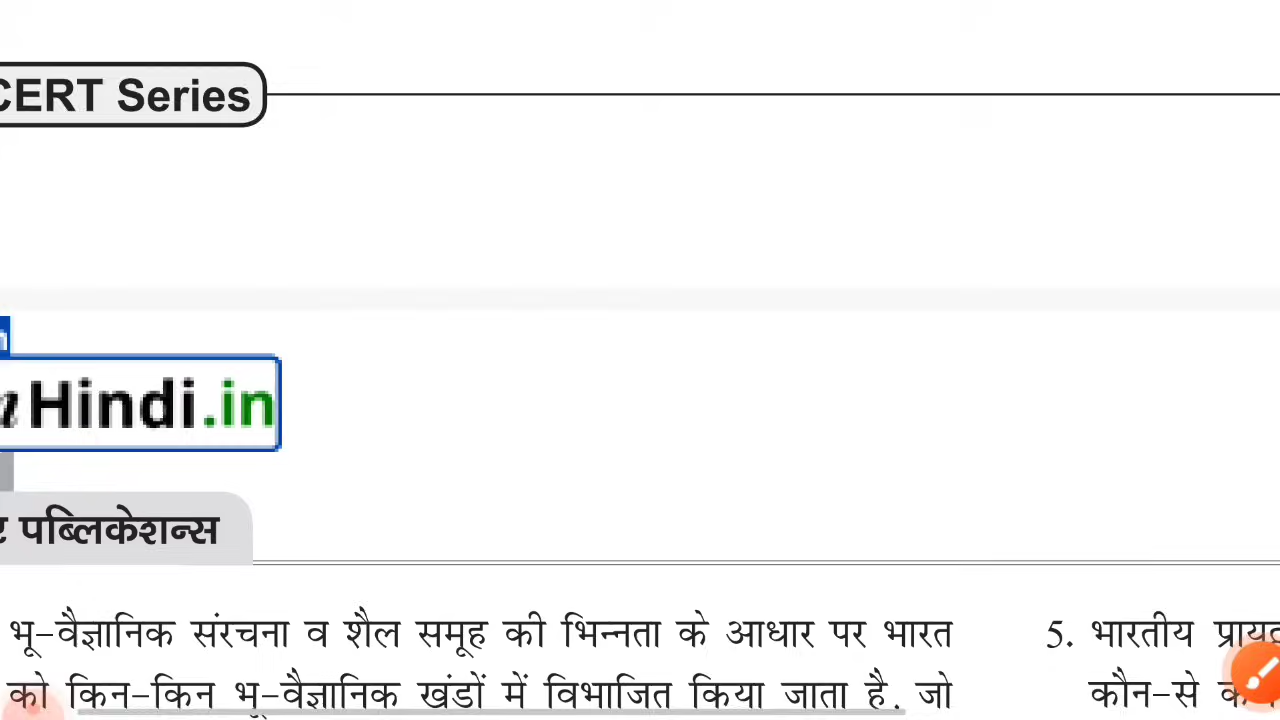 CERT Series
Hindi.in
पब्लिकेशन्स
भू-वैज्ञानिक संरचना व शैल समूह की भिन्नता के आधार पर भारत
को किन-किन भू-वैज्ञानिक खंडों में विभाजित किया जाता है. जो
5. भारतीय
कौन-से